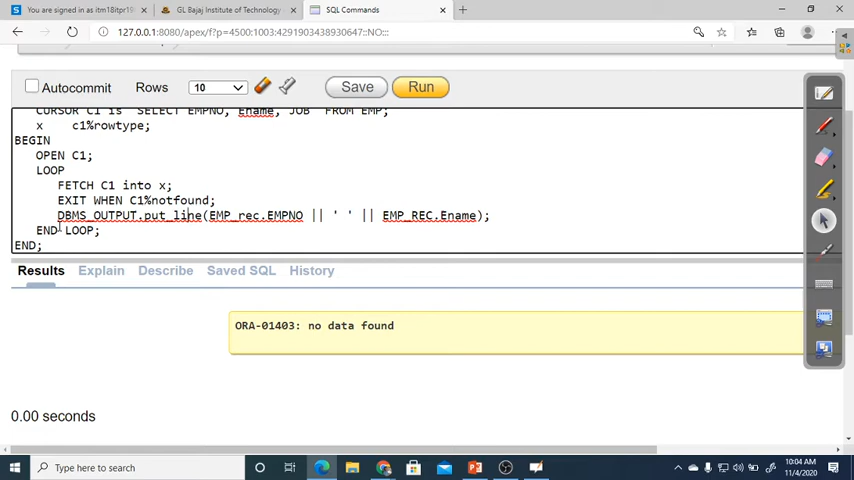 You are signed in as itm18itpr19
GL Bajaj Institute of Technology
SQL Commands
127.0.0.1:8080/apex/f?p=4500:1003:4291903438930647::NO:::
Autocommit Rows 10 Save Run
CURSOR C1 is SELECT EMPNO, Ename, JOB FROM EMP;
x c1%rowtype;
BEGIN
OPEN C1;
LOOP
FETCH C1 into x;
EXIT WHEN C1%notfound;
DBMS_OUTPUT.put_line(EMP_rec.EMPNO || ' ' || EMP_REC.Ename);
END LOOP;
END;
Results Explain Describe Saved SQL History
ORA-01403: no data found
0.00 seconds
Type here to search
10:04 AM
11/4/2020